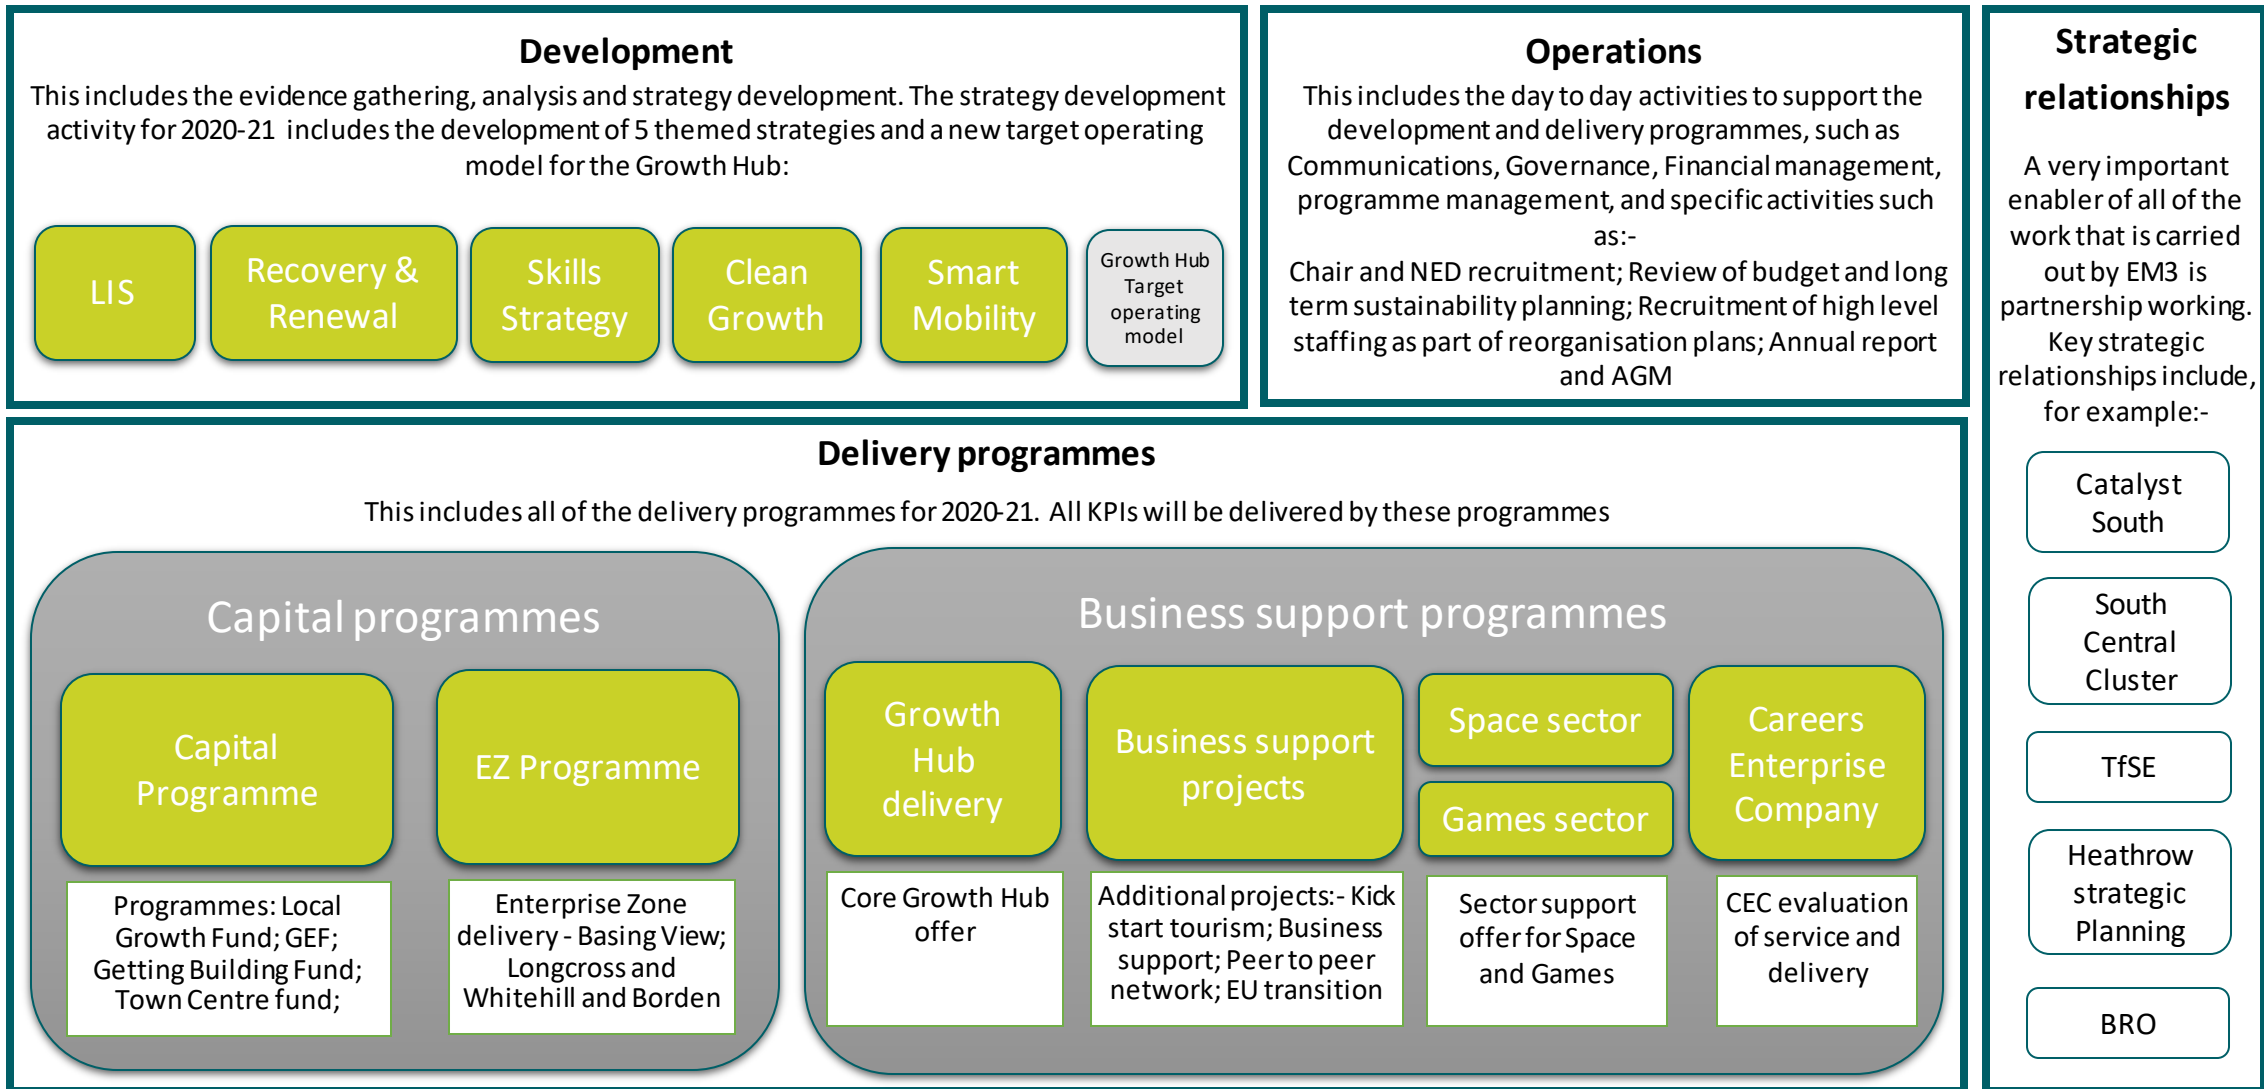 Development
This includes the evidence gathering, analysis and strategy development. The strategy development
activity for 2020-21 includes the development of 5 themed strategies and a new target operating
model for the Growth Hub:
LIS
Recovery &
Renewal
Skills
Strategy
Clean
Growth
Smart
Mobility
Growth Hub
Target
operating
model
Operations
This includes the day to day activities to support the
development and delivery programmes, such as
Communications, Governance, Financial management,
programme management, and specific activities such
as:-
Chair and NED recruitment; Review of budget and long
term sustainability planning; Recruitment of high level
staffing as part of reorganisation plans; Annual report
and AGM
Strategic
relationships
A very important
enabler of all of the
work that is carried
out by EM3 is
partnership working.
Key strategic
relationships include,
for example:-
Catalyst
South
South
Central
Cluster
TfSE
Heathrow
strategic
Planning
BRO
Delivery programmes
This includes all of the delivery programmes for 2020-21. All KPIs will be delivered by these programmes
Capital programmes
Capital
Programme
EZ Programme
Programmes: Local
Growth Fund; GEF;
Getting Building Fund;
Town Centre fund;
Enterprise Zone
delivery - Basing View;
Longcross and
Whitehill and Borden
Business support programmes
Growth
Hub
delivery
Business support
projects
Space sector
Games sector
Careers
Enterprise
Company
Core Growth Hub
offer
Additional projects:- Kick
start tourism; Business
support; Peer to peer
network; EU transition
Sector support
offer for Space
and Games
CEC evaluation
of service and
delivery